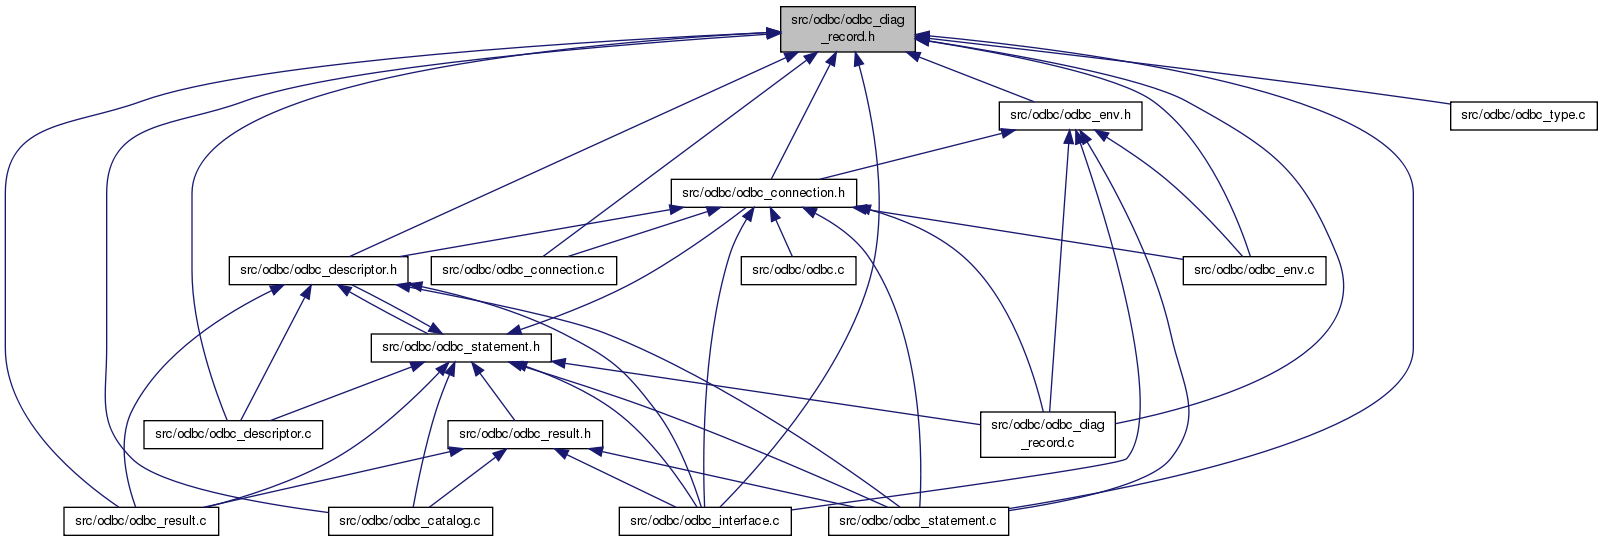 src/odbc/odbc_diag
_record.h
src/odbc/odbc_env.h
src/odbc/odbc_type.c
src/odbc/odbc_connection.h
src/odbc/odbc_descriptor.h
src/odbc/odbc_connection.c
src/odbc/odbc.c
src/odbc/odbc_env.c
src/odbc/odbc_statement.h
src/odbc/odbc_descriptor.c
src/odbc/odbc_result.h
src/odbc/odbc_diag
_record.c
src/odbc/odbc_result.c
src/odbc/odbc_catalog.c
src/odbc/odbc_interface.c
src/odbc/odbc_statement.c